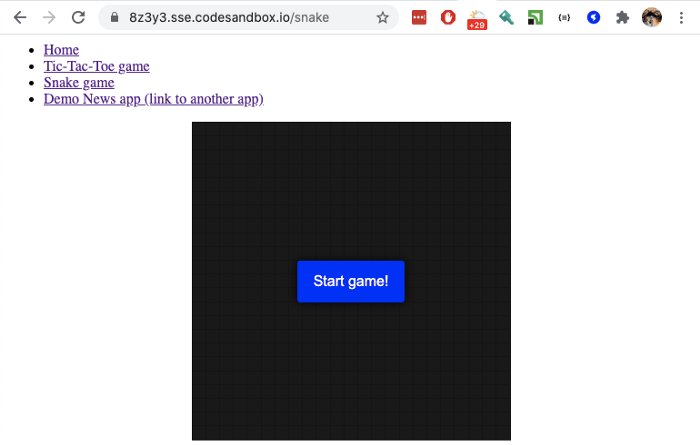 8z3y3.sse.codesandbox.io/snake
+29
Home
Tic-Tac-Toe game
Snake game
Demo News app (link to another app)
Start game!